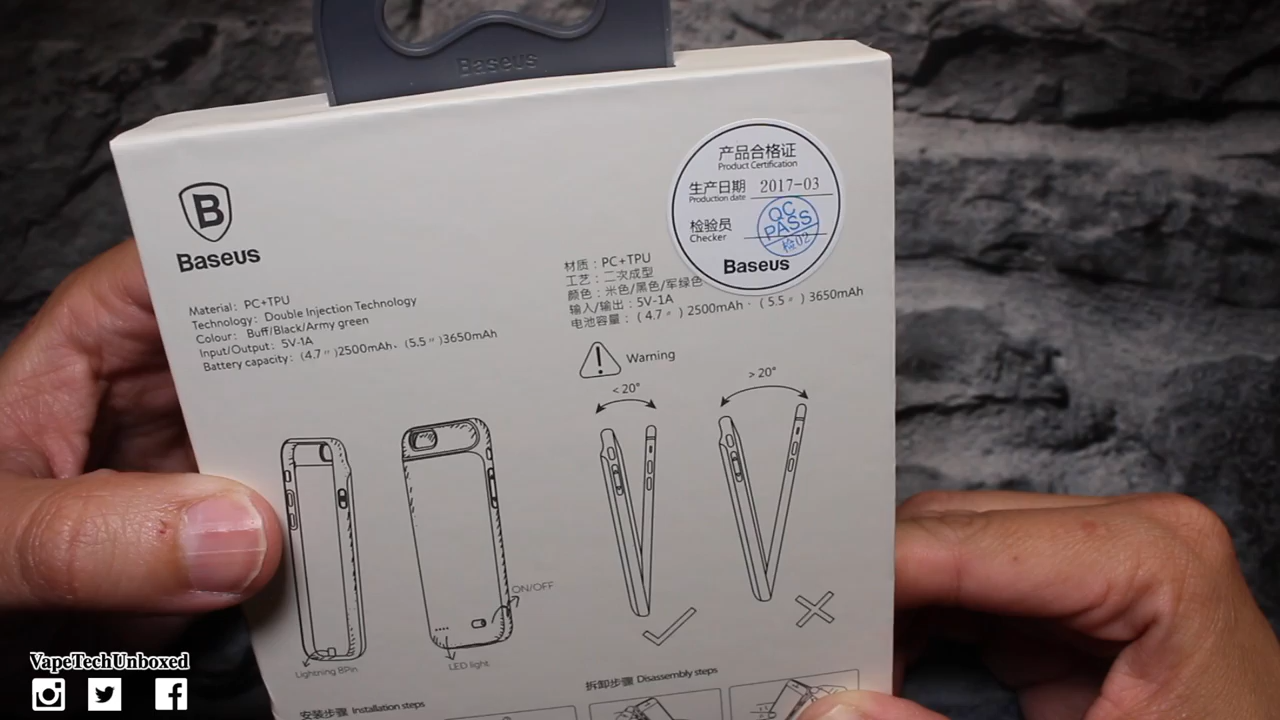 Baseus
B
Baseus
Material: PC+TPU
Technology: Double Injection Technology
Colour: Buff/Black/Army green
Input/Output: 5V-1A
Battery capacity: (4.7〃)2500mAh、(5.5〃)3650mAh
产品合格证
Product Certification
生产日期 2017-03
Production date
检验员
Checker
QC
PASS
检02
Baseus
材质：PC+TPU
工艺：二次成型
颜色：米色/黑色/军绿色
输入/输出：5V-1A
电池容量：(4.7〃) 2500mAh、(5.5〃) 3650mAh
Warning
< 20°
> 20°
ON/OFF
Lightning 8Pin
LED light
安装步骤 Installation steps
拆卸步骤 Disassembly steps
VapeTechUnboxed